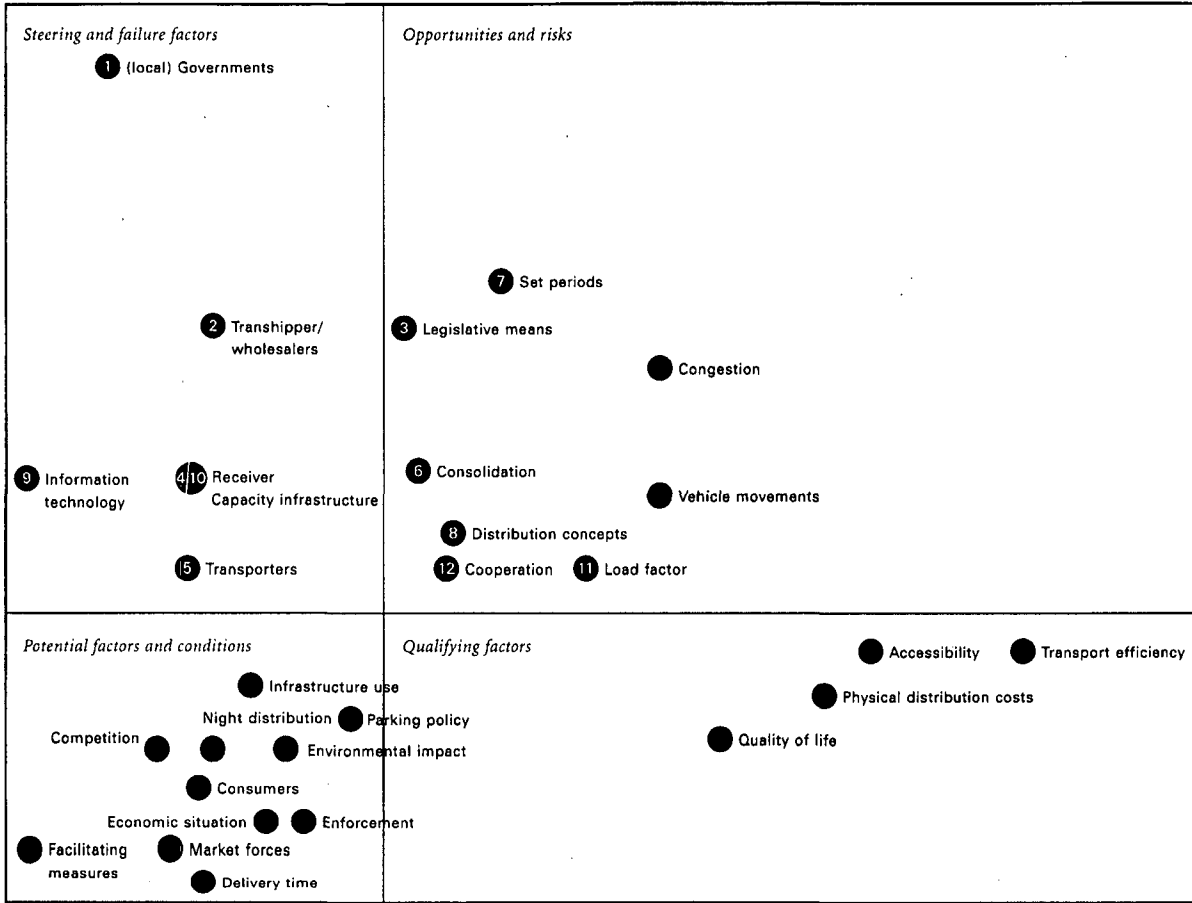 Steering and failure factors
1 (local) Governments
2 Transhipper/
wholesalers
9 Information
technology
4/10 Receiver
Capacity infrastructure
5 Transporters
Opportunities and risks
7 Set periods
3 Legislative means
Congestion
6 Consolidation
Vehicle movements
8 Distribution concepts
12 Cooperation
11 Load factor
Potential factors and conditions
Infrastructure use
Night distribution
Parking policy
Competition
Environmental impact
Consumers
Economic situation
Enforcement
Facilitating
measures
Market forces
Delivery time
Qualifying factors
Accessibility
Transport efficiency
Physical distribution costs
Quality of life